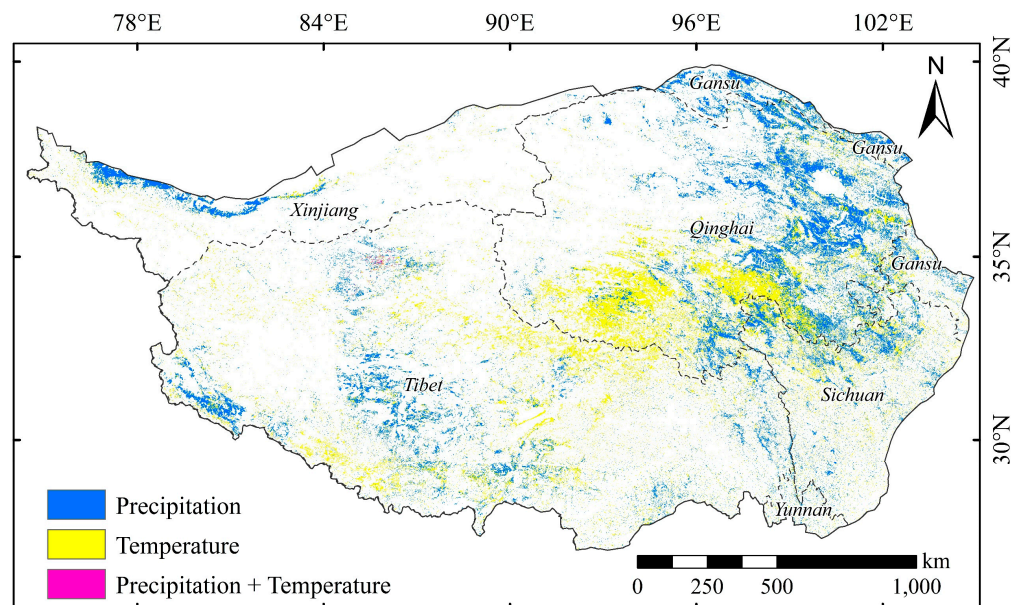 78°E 84°E 90°E 96°E 102°E
40°N
N
Gansu
Gansu
Xinjiang
Qinghai
35°N
Gansu
Tibet
Sichuan
30°N
Yunnan
Precipitation
Temperature
Precipitation + Temperature
km
0 250 500 1,000